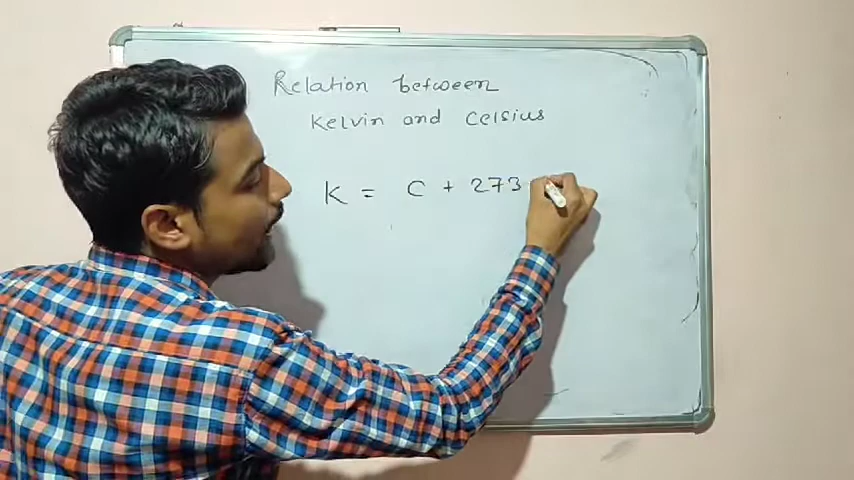 Relation between
Kelvin and Celsius
K = C + 273